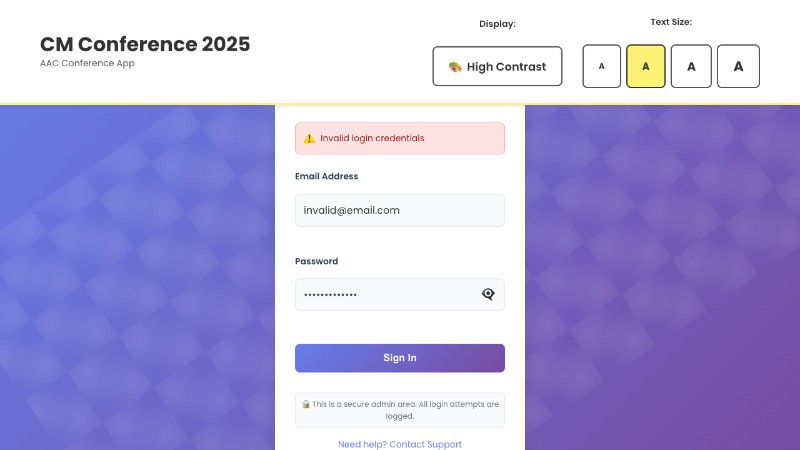 CM Conference 2025
AAC Conference App
Display:
🎨 High Contrast
Text Size:
A
A
A
A
⚠️ Invalid login credentials
Email Address
invalid@email.com
Password
•••••••••••••
Sign In
🔒 This is a secure admin area. All login attempts are
logged.
Need help? Contact Support